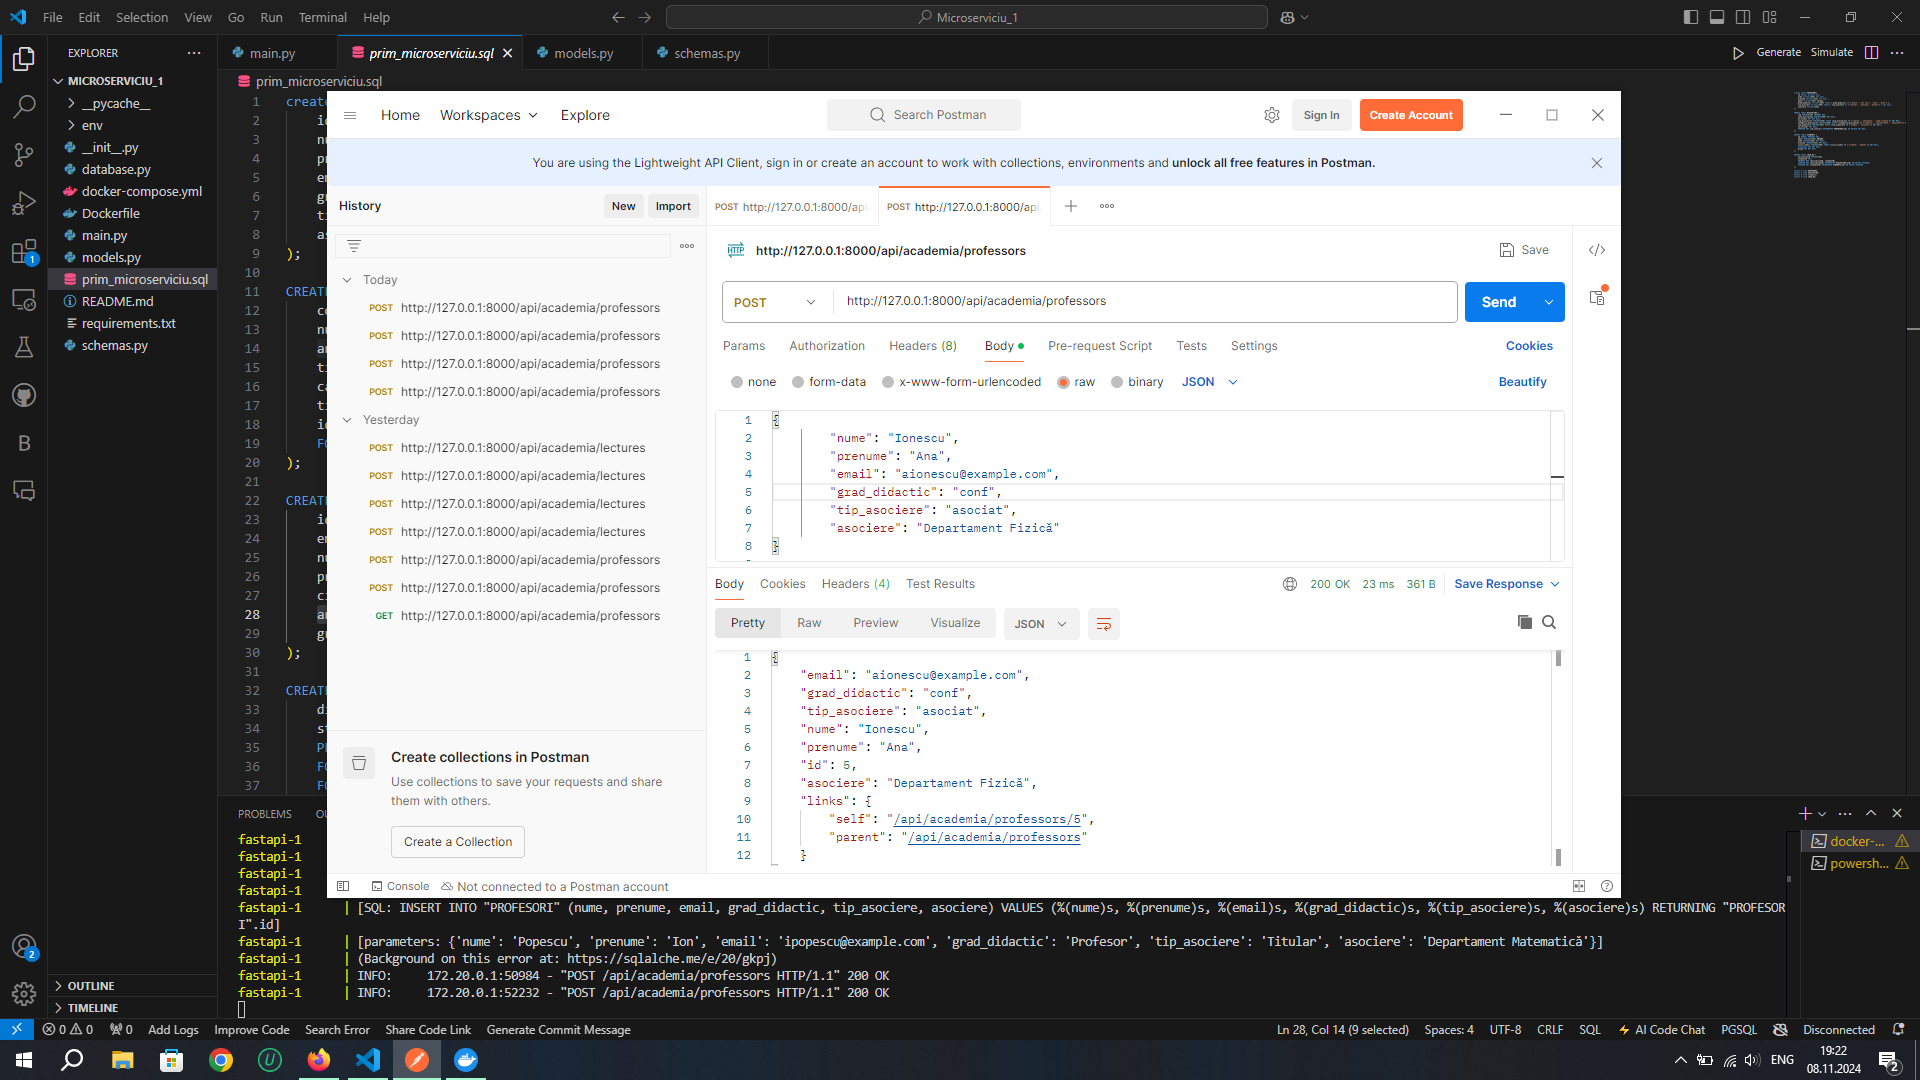 File Edit Selection View Go Run Terminal Help
Microserviciu_1
EXPLORER
main.py
prim_microserviciu.sql
models.py
schemas.py
Generate Simulate
MICROSERVICIU_1
__pycache__
env
__init__.py
database.py
docker-compose.yml
Dockerfile
main.py
models.py
prim_microserviciu.sql
README.md
requirements.txt
schemas.py
OUTLINE
TIMELINE
prim_microserviciu.sql
1 create
2
3
4
5
6
7
8
9 );
10
11 CREATE
12
13
14
15
16
17
18
19
20 );
21
22 CREATE
23
24
25
26
27
28
29
30 );
31
32 CREATE
33
34
35
36
37
Home Workspaces Explore
Search Postman
Sign In
Create Account
You are using the Lightweight API Client, sign in or create an account to work with collections, environments and unlock all free features in Postman.
History
New
Import
Today
POST http://127.0.0.1:8000/api/academia/professors
POST http://127.0.0.1:8000/api/academia/professors
POST http://127.0.0.1:8000/api/academia/professors
POST http://127.0.0.1:8000/api/academia/professors
Yesterday
POST http://127.0.0.1:8000/api/academia/lectures
POST http://127.0.0.1:8000/api/academia/lectures
POST http://127.0.0.1:8000/api/academia/lectures
POST http://127.0.0.1:8000/api/academia/lectures
POST http://127.0.0.1:8000/api/academia/professors
POST http://127.0.0.1:8000/api/academia/professors
GET http://127.0.0.1:8000/api/academia/professors
Create collections in Postman
Use collections to save your requests and share
them with others.
Create a Collection
POST http://127.0.0.1:8000/api
POST http://127.0.0.1:8000/api
HTTP http://127.0.0.1:8000/api/academia/professors
Save
POST http://127.0.0.1:8000/api/academia/professors
Send
Params Authorization Headers (8) Body Pre-request Script Tests Settings Cookies
none form-data x-www-form-urlencoded raw binary JSON Beautify
1 {
2 "nume": "Ionescu",
3 "prenume": "Ana",
4 "email": "aionescu@example.com",
5 "grad_didactic": "conf",
6 "tip_asociere": "asociat",
7 "asociere": "Departament Fizică"
8 }
Body Cookies Headers (4) Test Results
200 OK 23 ms 361 B Save Response
Pretty Raw Preview Visualize JSON
1 {
2 "email": "aionescu@example.com",
3 "grad_didactic": "conf",
4 "tip_asociere": "asociat",
5 "nume": "Ionescu",
6 "prenume": "Ana",
7 "id": 5,
8 "asociere": "Departament Fizică",
9 "links": {
10 "self": "/api/academia/professors/5",
11 "parent": "/api/academia/professors"
12 }
Console Not connected to a Postman account
PROBLEMS OU
docker-...
powersh...
fastapi-1
fastapi-1
fastapi-1
fastapi-1
fastapi-1 | [SQL: INSERT INTO "PROFESORI" (nume, prenume, email, grad_didactic, tip_asociere, asociere) VALUES (%(nume)s, %(prenume)s, %(email)s, %(grad_didactic)s, %(tip_asociere)s, %(asociere)s) RETURNING "PROFESOR
I".id]
fastapi-1 | [parameters: {'nume': 'Popescu', 'prenume': 'Ion', 'email': 'ipopescu@example.com', 'grad_didactic': 'Profesor', 'tip_asociere': 'Titular', 'asociere': 'Departament Matematică'}]
fastapi-1 | (Background on this error at: https://sqlalche.me/e/20/gkpj)
fastapi-1 | INFO: 172.20.0.1:50984 - "POST /api/academia/professors HTTP/1.1" 200 OK
fastapi-1 | INFO: 172.20.0.1:52232 - "POST /api/academia/professors HTTP/1.1" 200 OK
0 0 0 Add Logs Improve Code Search Error Share Code Link Generate Commit Message
Ln 28, Col 14 (9 selected) Spaces: 4 UTF-8 CRLF SQL AI Code Chat PGSQL Disconnected
ENG
19:22
08.11.2024
2